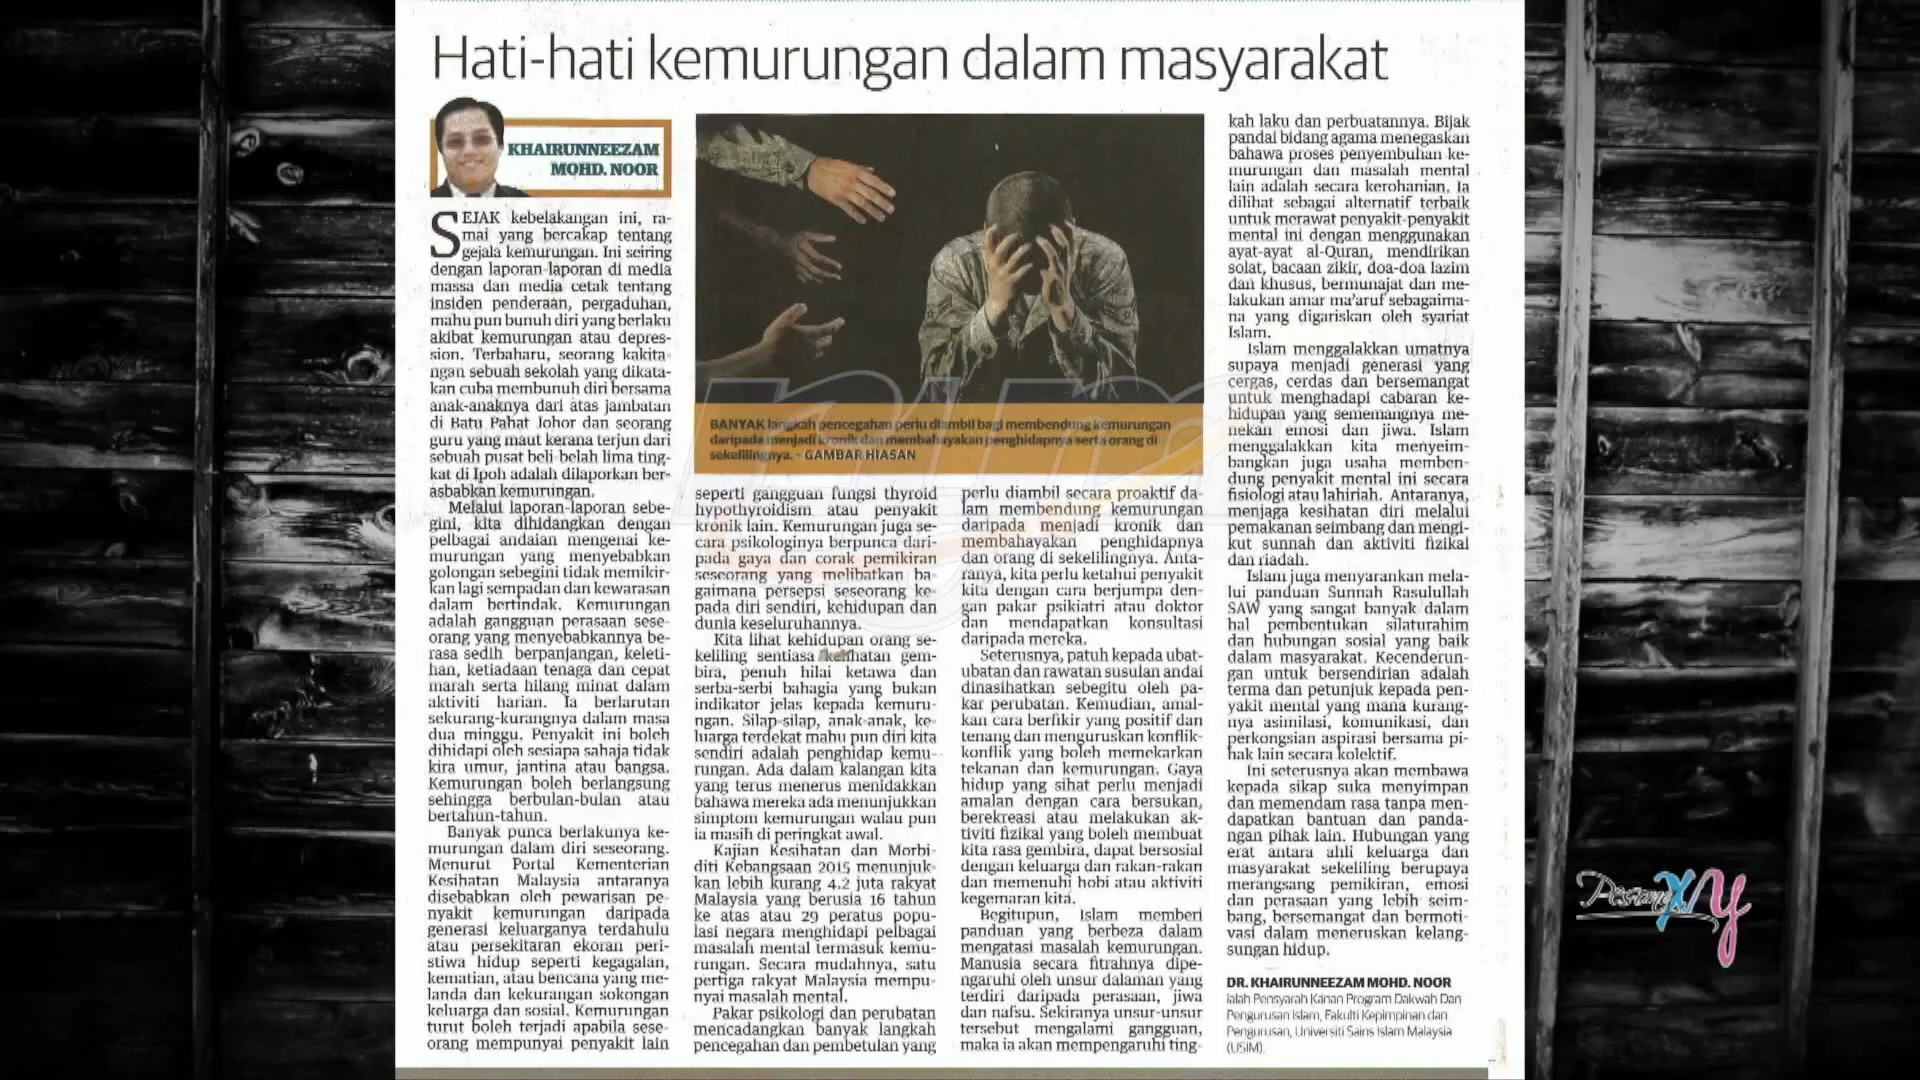 Hati-hati kemurungan dalam masyarakat
KHAIRUNNEEZAM
MOHD. NOOR
SEJAK kebelakangan ini, ra-
mai yang bercakap tentang
gejala kemurungan. Ini seiring
dengan laporan-laporan di media
massa dan media cetak tentang
insiden penderaan, pergaduhan,
mahu pun bunuh diri yang berlaku
akibat kemurungan atau depres-
sion. Terbaharu, seorang kakita-
ngan sebuah sekolah yang dikata-
kan cuba membunuh diri bersama
anak-anaknya dari atas jambatan
di Batu Pahat Johor dan seorang
guru yang maut kerana terjun dari
sebuah pusat beli-belah lima ting-
kat di Ipoh adalah dilaporkan ber-
asbabkan kemurungan.
Melalui laporan-laporan sebe-
gini, kita dihidangkan dengan
pelbagai andaian mengenai ke-
murungan yang menyebabkan
golongan sebegini tidak memikir-
kan lagi sempadan dan kewarasan
dalam bertindak. Kemurungan
adalah gangguan perasaan sese-
orang yang menyebabkannya be-
rasa sedih berpanjangan, keleti-
han, ketiadaan tenaga dan cepat
marah serta hilang minat dalam
aktiviti harian. Ia berlarutan
sekurang-kurangnya dalam masa
dua minggu. Penyakit ini boleh
dihidapi oleh sesiapa sahaja tidak
kira umur, jantina atau bangsa.
Kemurungan boleh berlangsung
sehingga berbulan-bulan atau
bertahun-tahun.
Banyak punca berlakunya ke-
murungan dalam diri seseorang.
Menurut Portal Kementerian
Kesihatan Malaysia antaranya
disebabkan oleh pewarisan pe-
nyakit kemurungan daripada
generasi keluarganya terdahulu
atau persekitaran ekoran peri-
stiwa hidup seperti kegagalan,
kematian, atau bencana yang me-
landa dan kekurangan sokongan
keluarga dan sosial. Kemurungan
turut boleh terjadi apabila sese-
orang mempunyai penyakit lain
BANYAK langkah pencegahan perlu diambil bagi membendung kemurungan
daripada menjadi kronik dan membahayakan penghidapnya serta orang di
sekelilingnya. - GAMBAR HIASAN
seperti gangguan fungsi thyroid
hypothyroidism atau penyakit
kronik lain. Kemurungan juga se-
cara psikologinya berpunca dari-
pada gaya dan corak pemikiran
seseorang yang melibatkan ba-
gaimana persepsi seseorang ke-
pada diri sendiri, kehidupan dan
dunia keseluruhannya.
Kita lihat kehidupan orang se-
keliling sentiasa kelihatan gem-
bira, penuh hilai ketawa dan
serba-serbi bahagia yang bukan
indikator jelas kepada kemuru-
ngan. Silap-silap, anak-anak, ke-
luarga terdekat mahu pun diri kita
sendiri adalah penghidap kemu-
rungan. Ada dalam kalangan kita
yang terus menerus menidakkan
bahawa mereka ada menunjukkan
simptom kemurungan walau pun
ia masih di peringkat awal.
Kajian Kesihatan dan Morbi-
diti Kebangsaan 2015 menunjuk-
kan lebih kurang 4.2 juta rakyat
Malaysia yang berusia 16 tahun
ke atas atau 29 peratus popu-
lasi negara menghidapi pelbagai
masalah mental termasuk kemu-
rungan. Secara mudahnya, satu
pertiga rakyat Malaysia mempu-
nyai masalah mental.
Pakar psikologi dan perubatan
mencadangkan banyak langkah
pencegahan dan pembetulan yang
perlu diambil secara proaktif da-
lam membendung kemurungan
daripada menjadi kronik dan
membahayakan penghidapnya
dan orang di sekelilingnya. Anta-
ranya, kita perlu ketahui penyakit
kita dengan cara berjumpa den-
gan pakar psikiatri atau doktor
dan mendapatkan konsultasi
daripada mereka.
Seterusnya, patuh kepada ubat-
ubatan dan rawatan susulan andai
dinasihatkan sebegitu oleh pa-
kar perubatan. Kemudian, amal-
kan cara berfikir yang positif dan
tenang dan menguruskan konflik-
konflik yang boleh memekarkan
tekanan dan kemurungan. Gaya
hidup yang sihat perlu menjadi
amalan dengan cara bersukan,
berekreasi atau melakukan ak-
tiviti fizikal yang boleh membuat
kita rasa gembira, dapat bersosial
dengan keluarga dan rakan-rakan
dan memenuhi hobi atau aktiviti
kegemaran kita.
Begitupun, Islam memberi
panduan yang berbeza dalam
mengatasi masalah kemurungan.
Manusia secara fitrahnya dipe-
ngaruhi oleh unsur dalaman yang
terdiri daripada perasaan, jiwa
dan nafsu. Sekiranya unsur-unsur
tersebut mengalami gangguan,
maka ia akan mempengaruhi ting-
kah laku dan perbuatannya. Bijak
pandai bidang agama menegaskan
bahawa proses penyembuhan ke-
murungan dan masalah mental
lain adalah secara kerohanian. Ia
dilihat sebagai alternatif terbaik
untuk merawat penyakit-penyakit
mental ini dengan menggunakan
ayat-ayat al-Quran, mendirikan
solat, bacaan zikir, doa-doa lazim
dan khusus, bermunajat dan me-
lakukan amar ma'aruf sebagaima-
na yang digariskan oleh syariat
Islam.
Islam menggalakkan umatnya
supaya menjadi generasi yang
cergas, cerdas dan bersemangat
untuk menghadapi cabaran ke-
hidupan yang sememangnya me-
nekan emosi dan jiwa. Islam
menggalakkan kita menyeim-
bangkan juga usaha memben-
dung penyakit mental ini secara
fisiologi atau lahiriah. Antaranya,
menjaga kesihatan diri melalui
pemakanan seimbang dan mengi-
kut sunnah dan aktiviti fizikal
dan riadah.
Islam juga menyarankan mela-
lui panduan Sunnah Rasulullah
SAW yang sangat banyak dalam
hal pembentukan silaturahim
dan hubungan sosial yang baik
dalam masyarakat. Kecenderun-
gan untuk bersendirian adalah
terma dan petunjuk kepada pen-
yakit mental yang mana kurang-
nya asimilasi, komunikasi, dan
perkongsian aspirasi bersama pi-
hak lain secara kolektif.
Ini seterusnya akan membawa
kepada sikap suka menyimpan
dan memendam rasa tanpa men-
dapatkan bantuan dan panda-
ngan pihak lain. Hubungan yang
erat antara ahli keluarga dan
masyarakat sekeliling berupaya
merangsang pemikiran, emosi
dan perasaan yang lebih seim-
bang, bersemangat dan bermoti-
vasi dalam meneruskan kelang-
sungan hidup.
DR. KHAIRUNNEEZAM MOHD. NOOR
ialah Pensyarah Kanan Program Dakwah Dan
Pengurusan Islam, Fakulti Kepimpinan dan
Pengurusan, Universiti Sains Islam Malaysia
(USIM).
XY